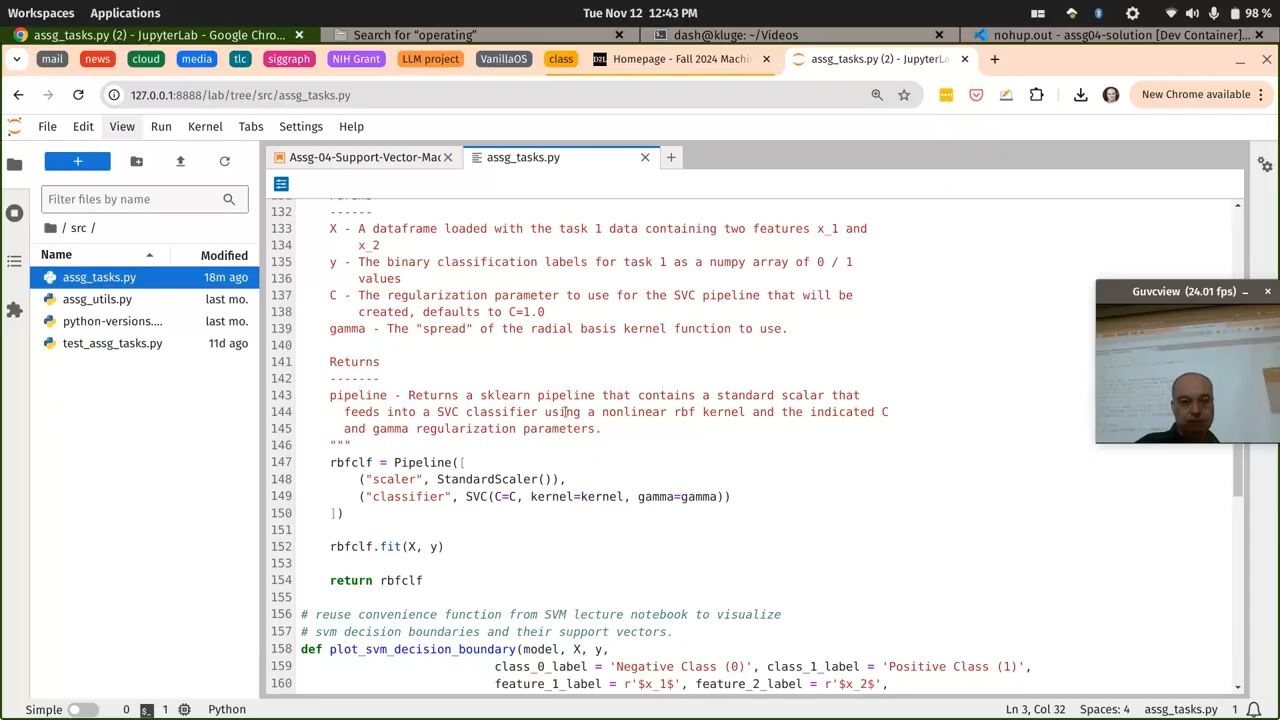 Workspaces Applications Tue Nov 12 12:43 PM 98 %
assg_tasks.py (2) - JupyterLab - Google Chro... Search for “operating” dash@kluge: ~/Videos nohup.out - assg04-solution [Dev Container]...
mail news cloud media tlc siggraph NIH Grant LLM project VanillaOS class DZL Homepage - Fall 2024 Machi assg_tasks.py (2) - JupyterLa
127.0.0.1:8888/lab/tree/src/assg_tasks.py New Chrome available
File Edit View Run Kernel Tabs Settings Help
Assg-04-Support-Vector-Mac assg_tasks.py
Filter files by name
/ src /
Name Modified
assg_tasks.py 18m ago
assg_utils.py last mo.
python-versions.... last mo.
test_assg_tasks.py 11d ago
132 ------
133 X - A dataframe loaded with the task 1 data containing two features x_1 and
134 x_2
135 y - The binary classification labels for task 1 as a numpy array of 0 / 1
136 values
137 C - The regularization parameter to use for the SVC pipeline that will be
138 created, defaults to C=1.0
139 gamma - The "spread" of the radial basis kernel function to use.
140
141 Returns
142 -------
143 pipeline - Returns a sklearn pipeline that contains a standard scalar that
144 feeds into a SVC classifier using a nonlinear rbf kernel and the indicated C
145 and gamma regularization parameters.
146 """
147 rbfclf = Pipeline([
148 ("scaler", StandardScaler()),
149 ("classifier", SVC(C=C, kernel=kernel, gamma=gamma))
150 ])
151
152 rbfclf.fit(X, y)
153
154 return rbfclf
155
156 # reuse convenience function from SVM lecture notebook to visualize
157 # svm decision boundaries and their support vectors.
158 def plot_svm_decision_boundary(model, X, y,
159 class_0_label = 'Negative Class (0)', class_1_label = 'Positive Class (1)',
160 feature_1_label = r'$x_1$', feature_2_label = r'$x_2$',
Guvcview (24.01 fps)
Simple 0 1 Python Ln 3, Col 32 Spaces: 4 assg_tasks.py 1